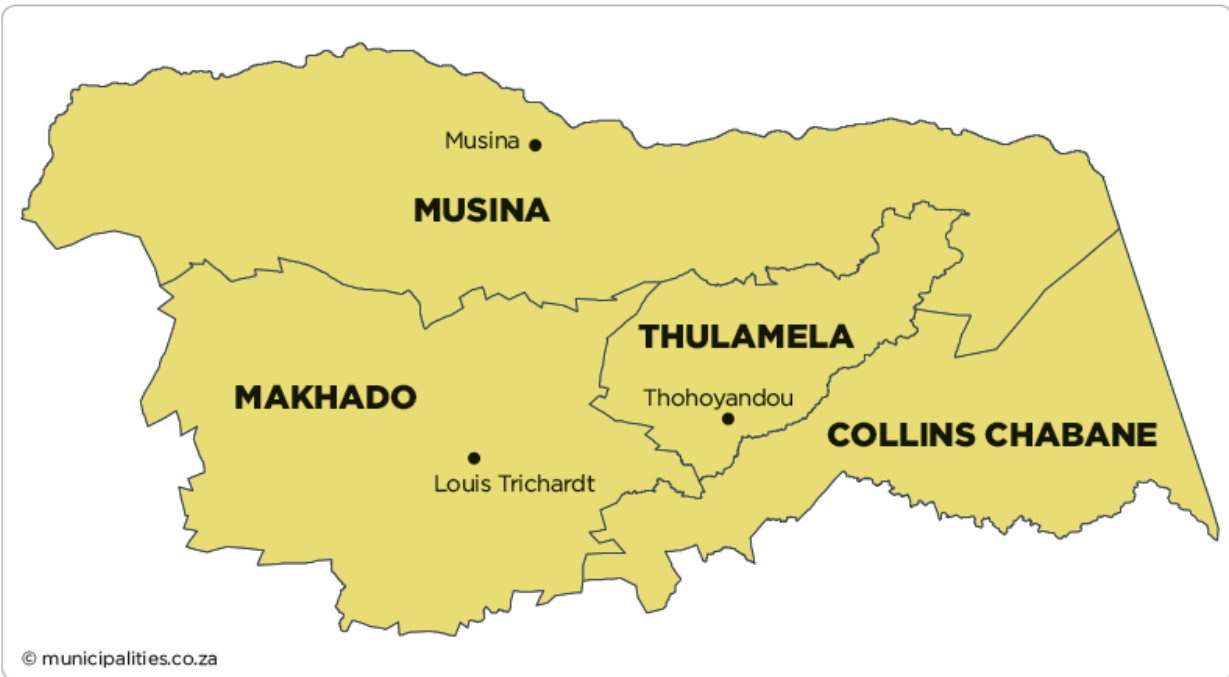 Musina
MUSINA
THULAMELA
MAKHADO
Thohoyandou
COLLINS CHABANE
Louis Trichardt
© municipalities.co.za